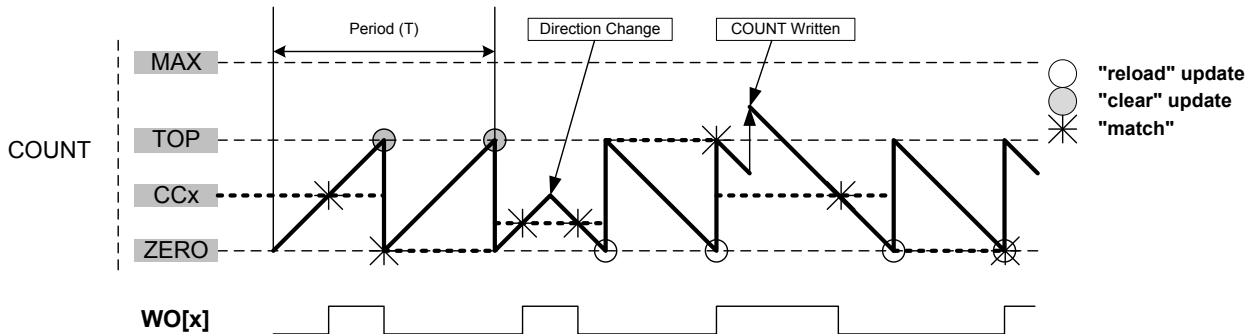 Period (T)
Direction Change
COUNT Written
MAX
"reload" update
"clear" update
"match"
TOP
COUNT
CCx
ZERO
WO[x]